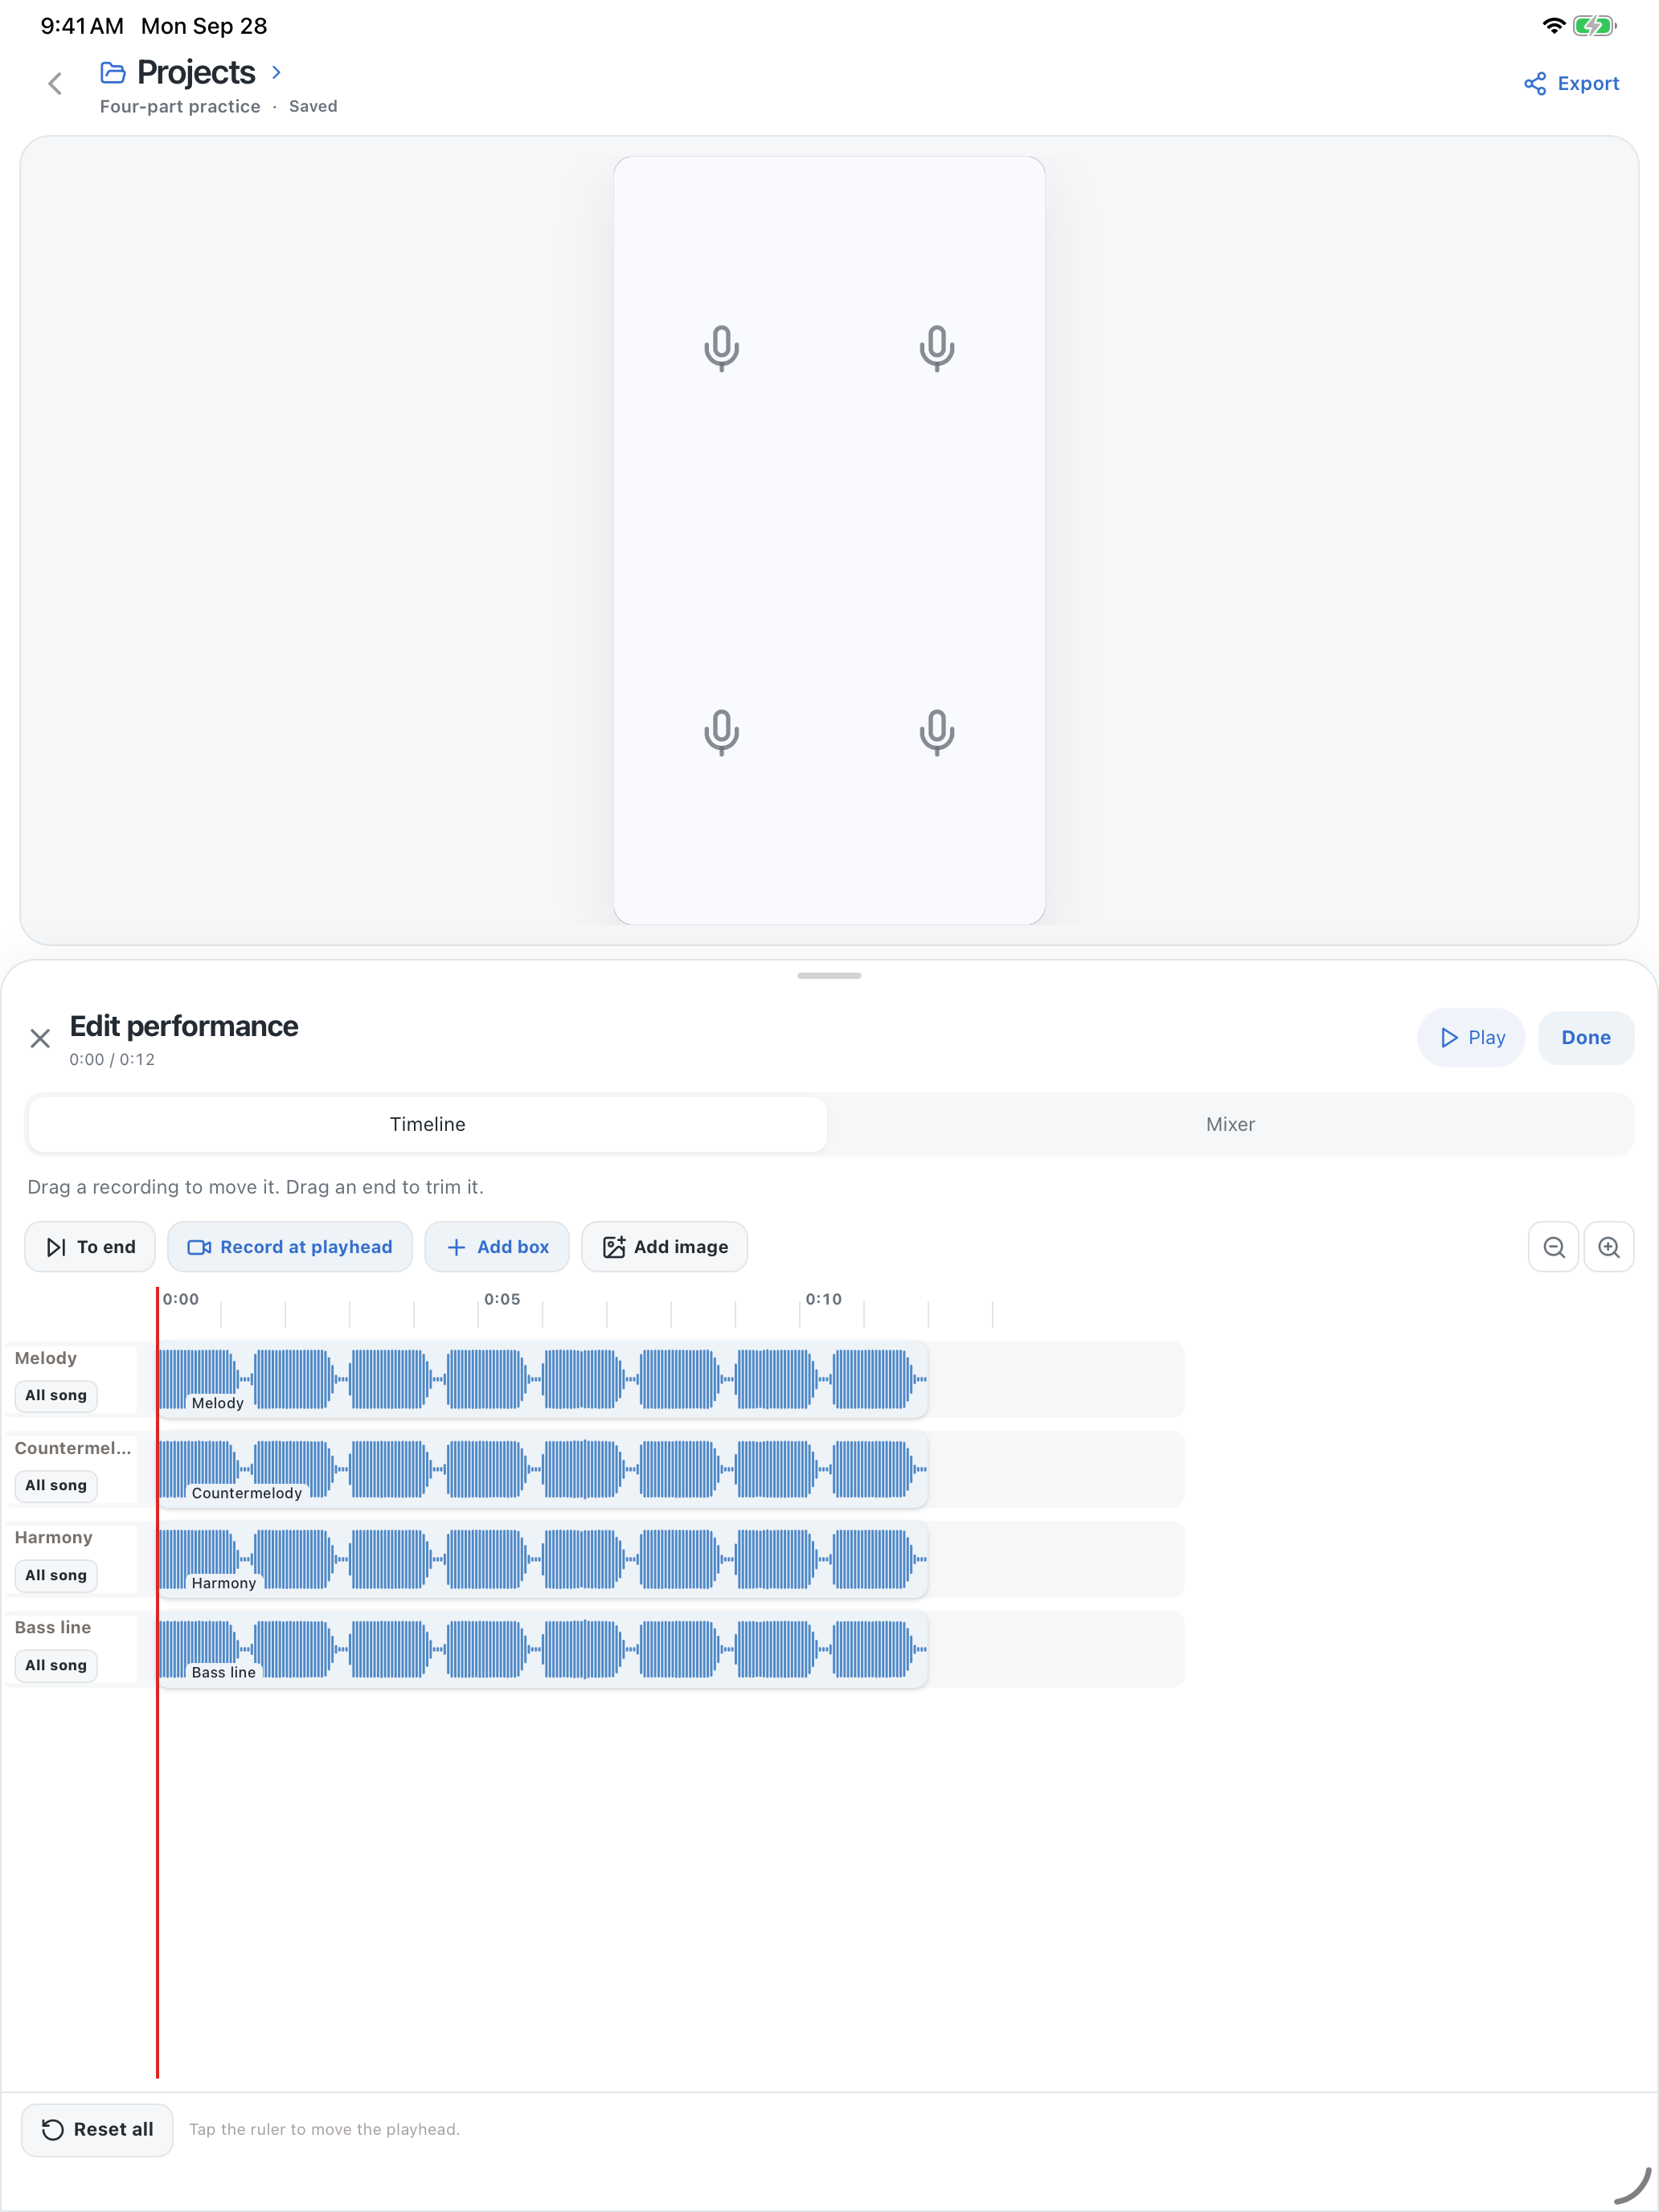 9:41 AM Mon Sep 28
Projects
Four-part practice · Saved
Export
Edit performance
0:00 / 0:12
Play
Done
Timeline
Mixer
Drag a recording to move it. Drag an end to trim it.
To end
Record at playhead
Add box
Add image
0:00
0:05
0:10
Melody
All song
Melody
Countermel...
All song
Countermelody
Harmony
All song
Harmony
Bass line
All song
Bass line
Reset all
Tap the ruler to move the playhead.